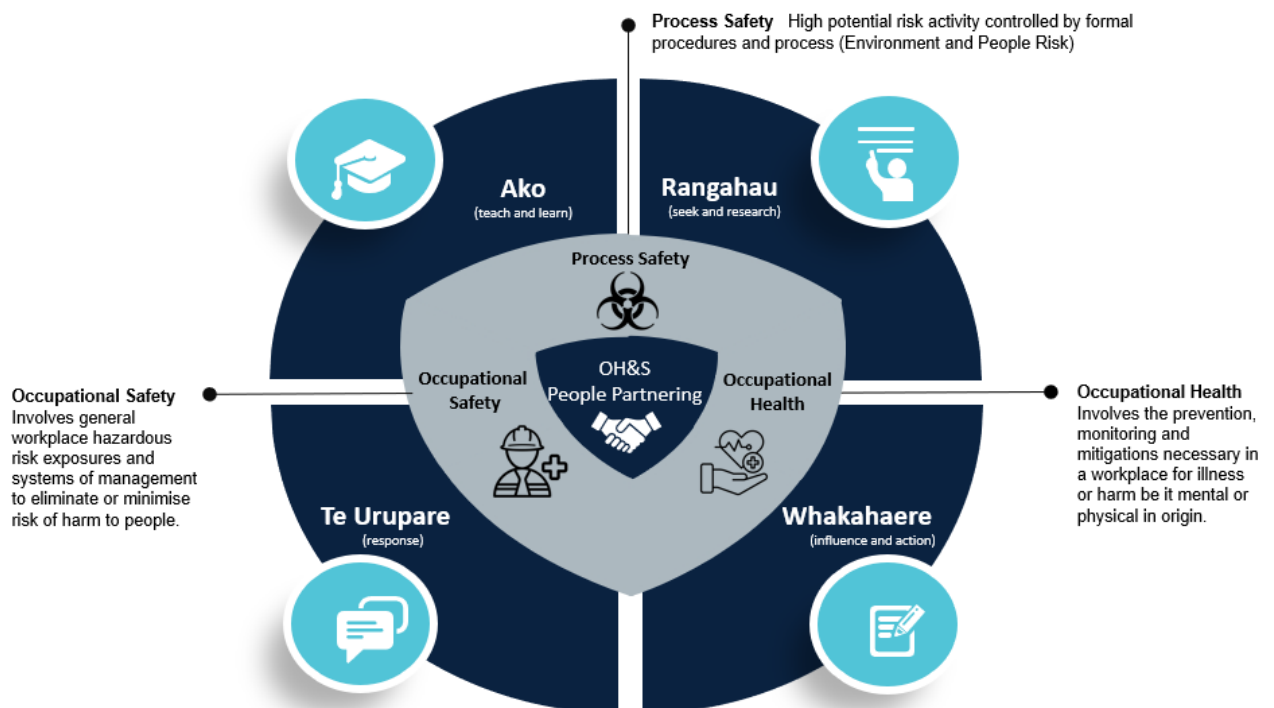 Process Safety High potential risk activity controlled by formal
procedures and process (Environment and People Risk)
Ako
(teach and learn)
Rangahau
(seek and research)
Process Safety
OH&S
People Partnering
Occupational
Safety
Occupational
Health
Occupational Safety
Involves general
workplace hazardous
risk exposures and
systems of management
to eliminate or minimise
risk of harm to people.
Occupational Health
Involves the prevention,
monitoring and
mitigations necessary in
a workplace for illness
or harm be it mental or
physical in origin.
Te Urupare
(response)
Whakahaere
(influence and action)